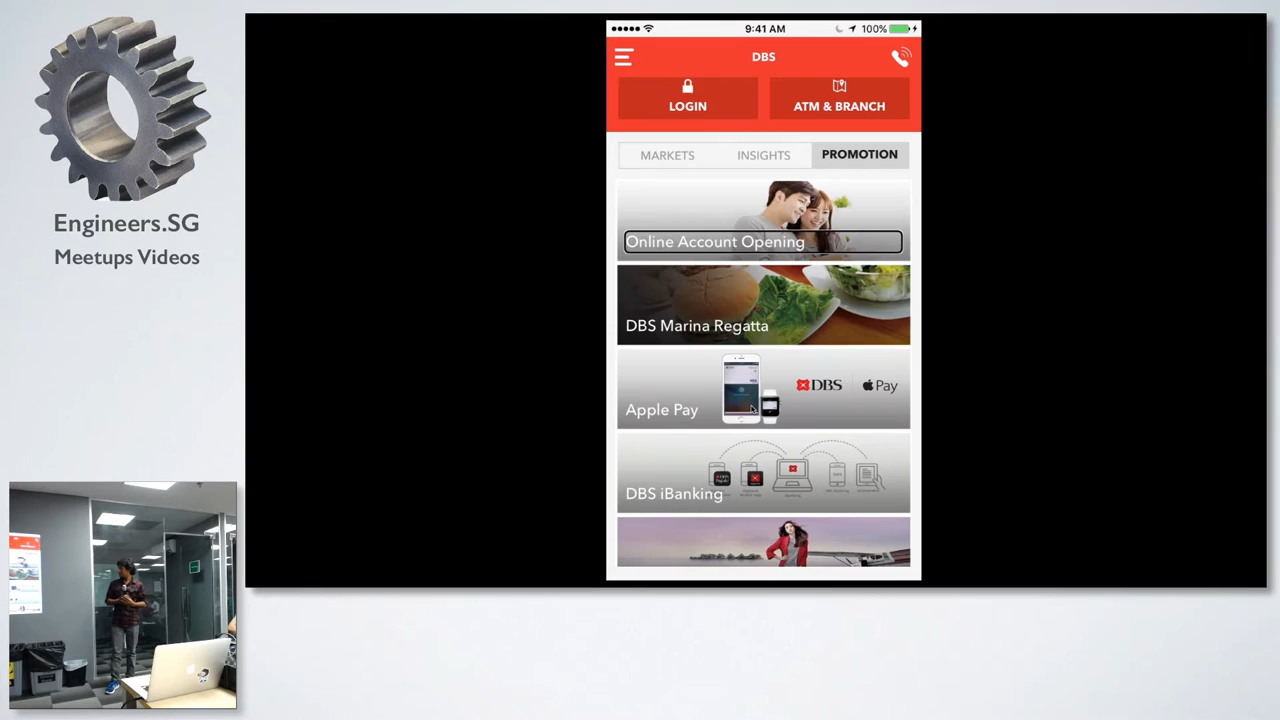 Engineers.SG
Meetups Videos
9:41 AM
100%
DBS
LOGIN
ATM & BRANCH
MARKETS
INSIGHTS
PROMOTION
Online Account Opening
DBS Marina Regatta
DBS
Pay
Apple Pay
DBS iBanking